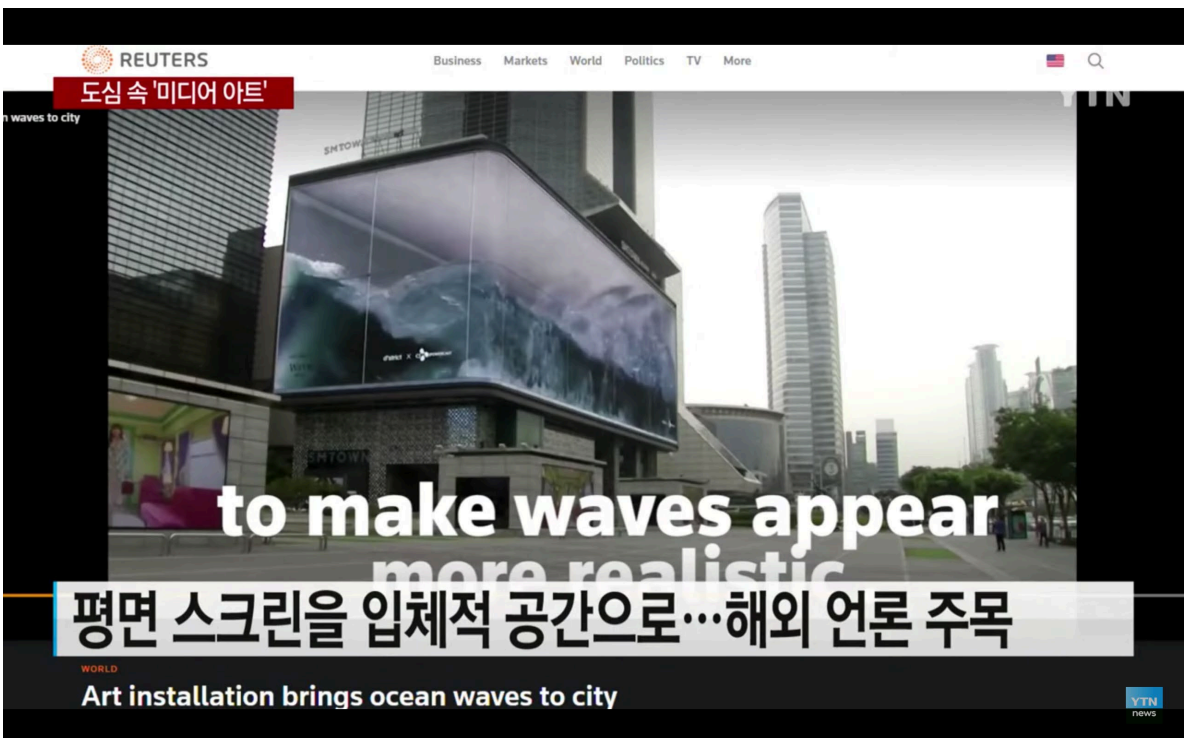 REUTERS
Business Markets World Politics TV More
도심 속 '미디어 아트'
YTN
n waves to city
SMTOWN
d'strict X
SMTOWN
to make waves appear
more realistic
평면 스크린을 입체적 공간으로…해외 언론 주목
WORLD
Art installation brings ocean waves to city
YTN
news